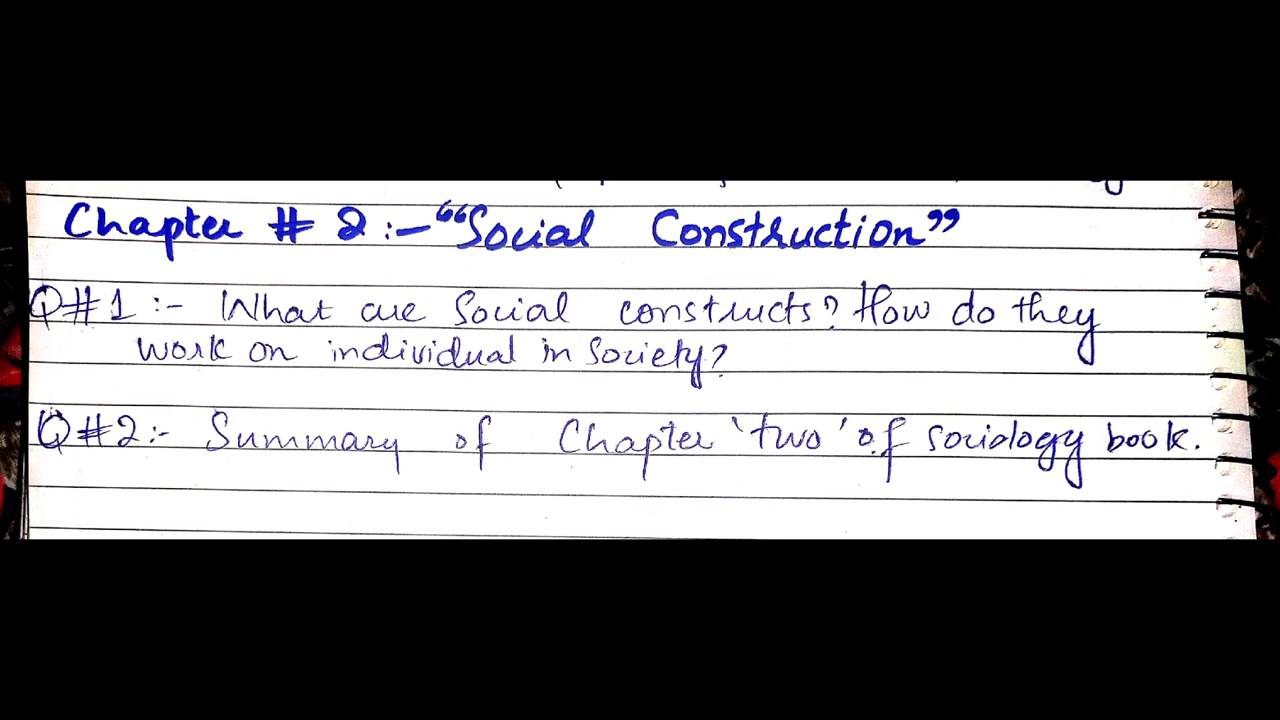 Chapter # 2 :- “Social Construction”
Q#1 :- What are Social constructs? How do they
work on individual in society?
Q#2:- Summary of Chapter 'two' of sociology book.